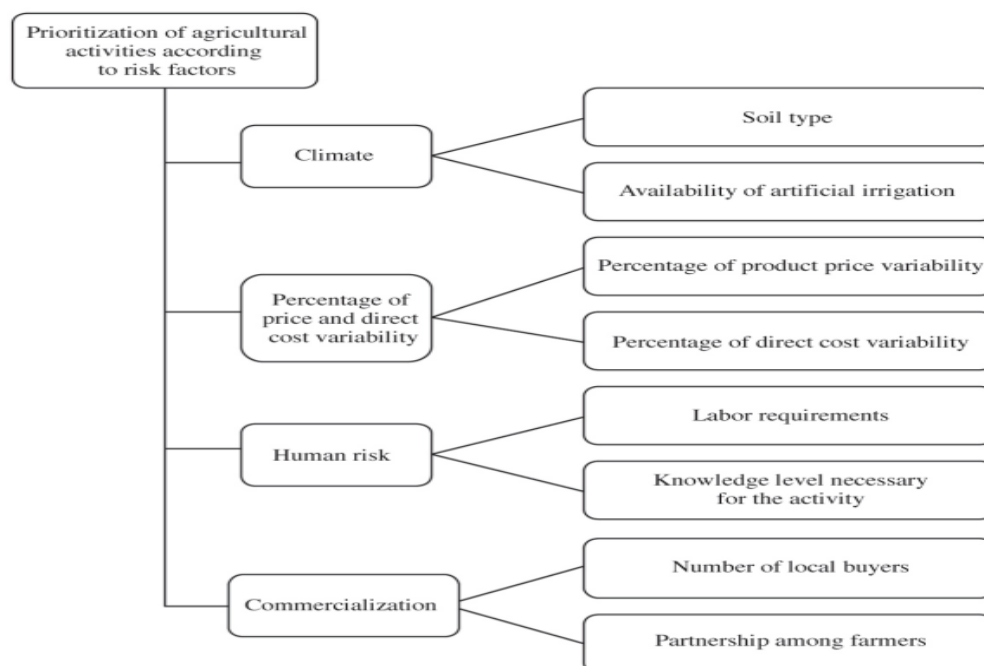 Prioritization of agricultural
activities according
to risk factors
Climate
Soil type
Availability of artificial irrigation
Percentage of
price and direct
cost variability
Percentage of product price variability
Percentage of direct cost variability
Human risk
Labor requirements
Knowledge level necessary
for the activity
Commercialization
Number of local buyers
Partnership among farmers